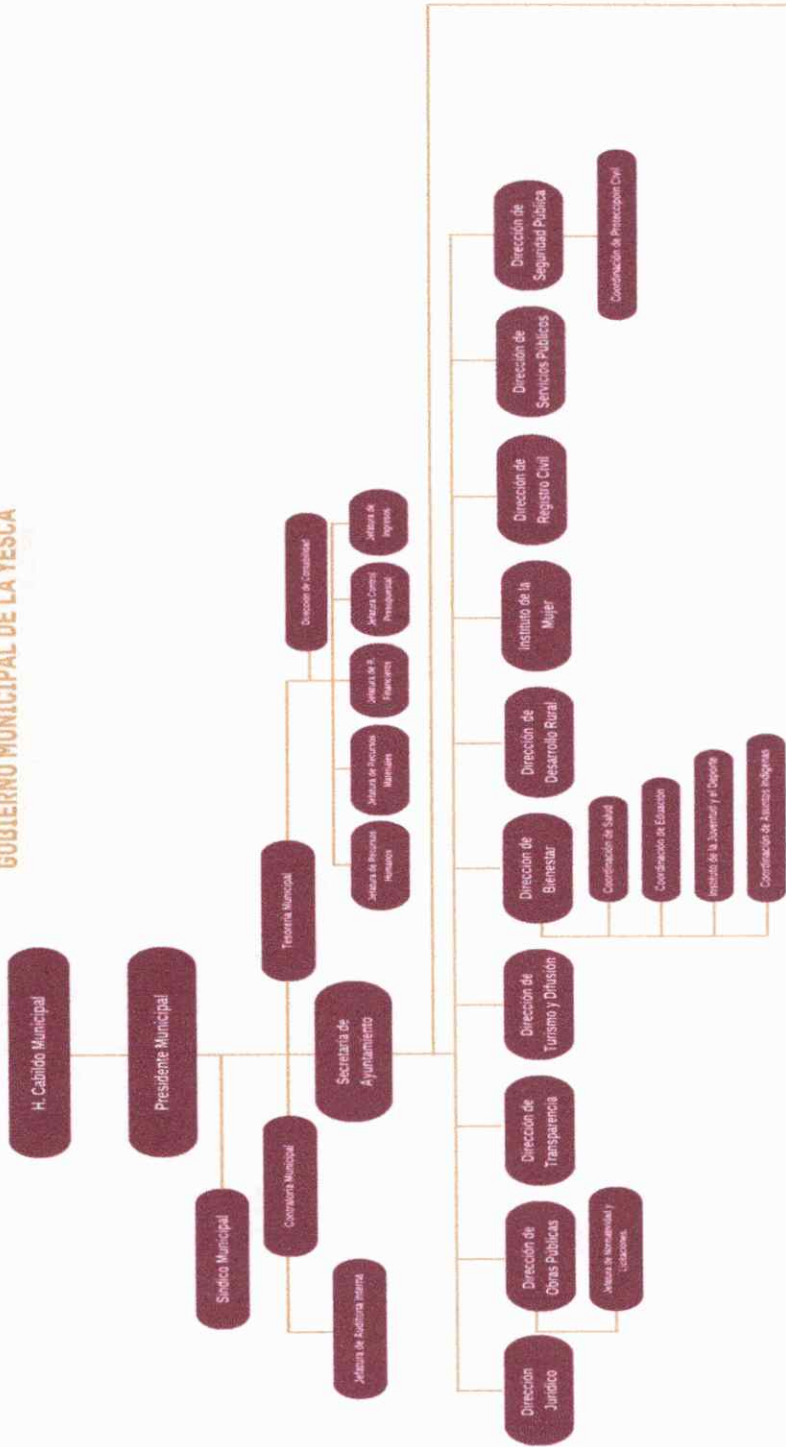 GOBIERNO MUNICIPAL DE LA YESCA
H. Cabildo Municipal
Presidente Municipal
Sindico Municipal
Contraloría Municipal
Tesorería Municipal
Jefatura de Auditoria Interna
Secretaría de
Ayuntamiento
Dirección de Contabilidad
Jefatura de Recursos
Humanos
Jefatura de Recursos
Materiales
Jefatura de R.
Financieros
Jefatura Control
Presupuestal
Jefatura de
Ingresos
Dirección
Jurídico
Dirección de
Obras Públicas
Dirección de
Transparencia
Dirección de
Turismo y Difusión
Dirección de
Bienestar
Dirección de
Desarrollo Rural
Instituto de la
Mujer
Dirección de
Registro Civil
Dirección de
Servicios Públicos
Dirección de
Seguridad Pública
Jefatura de Normatividad y
Licitaciones.
Coordinación de Salud
Coordinación de Eduación
Instituto de la Juventud y el Deporte
Coordinación de Asuntos Indígenas
Coordinación de Proteccipoin Civil